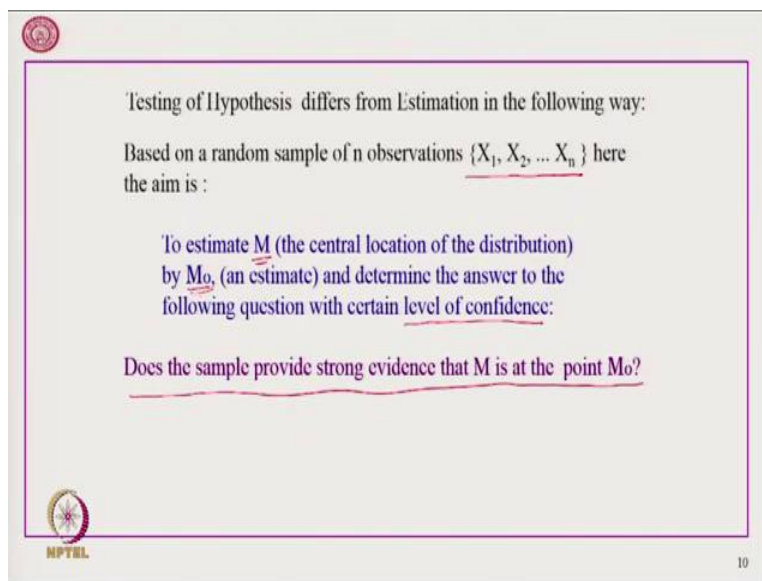 Testing of Hypothesis differs from Estimation in the following way:
Based on a random sample of n observations {X₁, X₂, ... Xₙ } here
the aim is :
To estimate M (the central location of the distribution)
by Mo, (an estimate) and determine the answer to the
following question with certain level of confidence:
Does the sample provide strong evidence that M is at the point Mo?
NPTEL
10